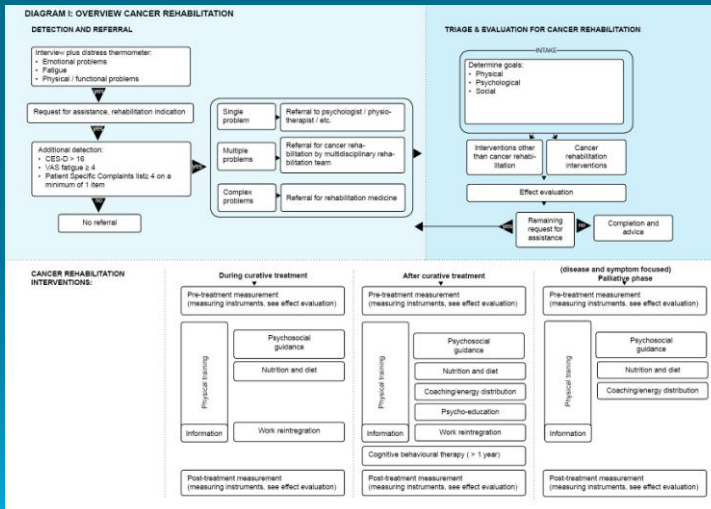 DIAGRAM I: OVERVIEW CANCER REHABILITATION
DETECTION AND REFERRAL
Interview plus distress thermometer:
• Emotional problems
• Fatigue
• Physical / functional problems
yes
Request for assistance, rehabilitation indication
yes
Additional detection:
• CES-D > 16
• VAS fatigue ≥ 4
• Patient Specific Complaints list≥ 4 on a
minimum of 1 item
yes
no
No referral
Single
problem
Referral to psychologist / physio-
therapist / etc.
Multiple
problems
Referral for cancer reha-
bilitation by multidisciplinary reha-
bilitation team
Complex
problems
Referral for rehabilitation medicine
TRIAGE & EVALUATION FOR CANCER REHABILITATION
INTAKE
Determine goals:
• Physical
• Psychological
• Social
Interventions other
than cancer rehabi-
litation
Cancer
rehabilitation
interventions
Effect evaluation
yes
Remaining
request for
assistance
no
Completion and
advice
CANCER REHABILITATION
INTERVENTIONS:
During curative treatment
Pre-treatment measurement
(measuring instruments, see effect evaluation)
Physical training
Psychosocial
guidance
Nutrition and diet
Information
Work reintregration
Post-treatment measurement
(measuring instruments, see effect evaluation)
After curative treatment
Pre-treatment measurement
(measuring instruments, see effect evaluation)
Physical training
Psychosocial
guidance
Nutrition and diet
Coaching/energy distribution
Psycho-education
Information
Work reintregration
Cognitive behavioural therapy ( > 1 year)
Post-treatment measurement
(measuring instruments, see effect evaluation)
(disease and symptom focused)
Palliative phase
Pre-treatment measurement
(measuring instruments, see effect evaluation)
Physical training
Psychosocial
guidance
Nutrition and diet
Coaching/energy distribution
Information
Post-treatment measurement
(measuring instruments, see effect evaluation)